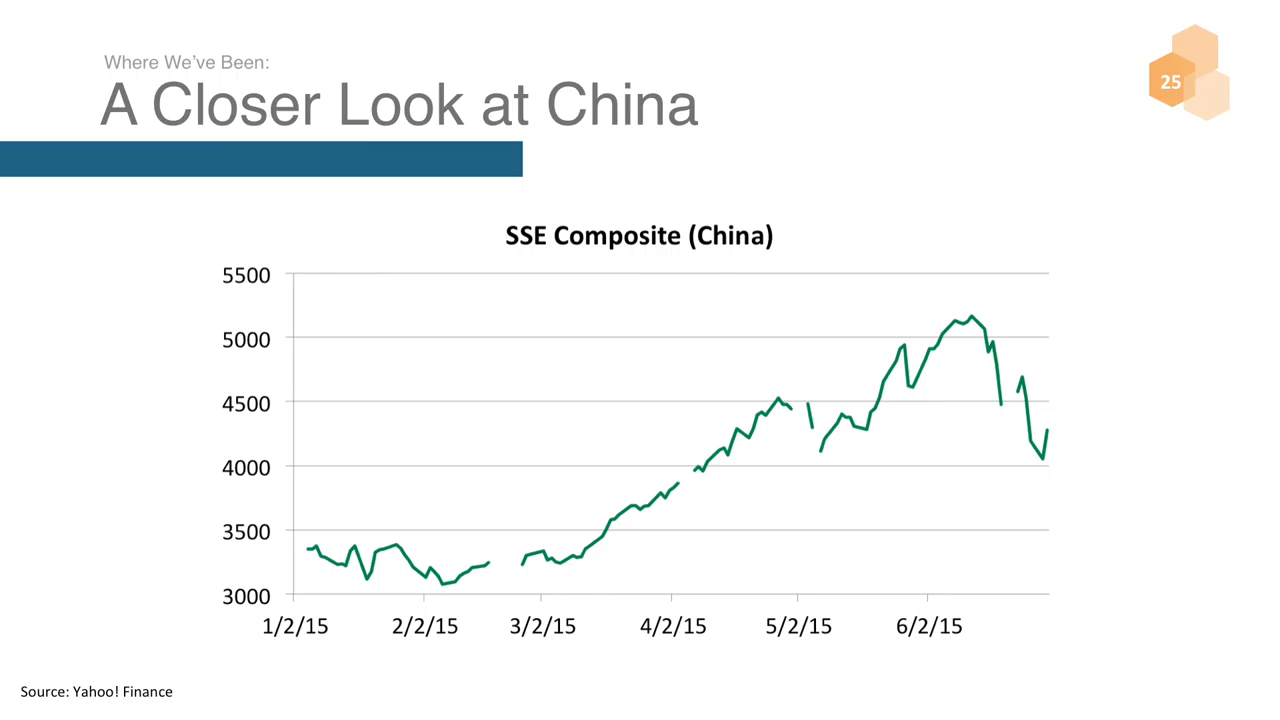 Where We've Been:
A Closer Look at China
25
SSE Composite (China)
5500
5000
4500
4000
3500
3000
1/2/15 2/2/15 3/2/15 4/2/15 5/2/15 6/2/15
Source: Yahoo! Finance